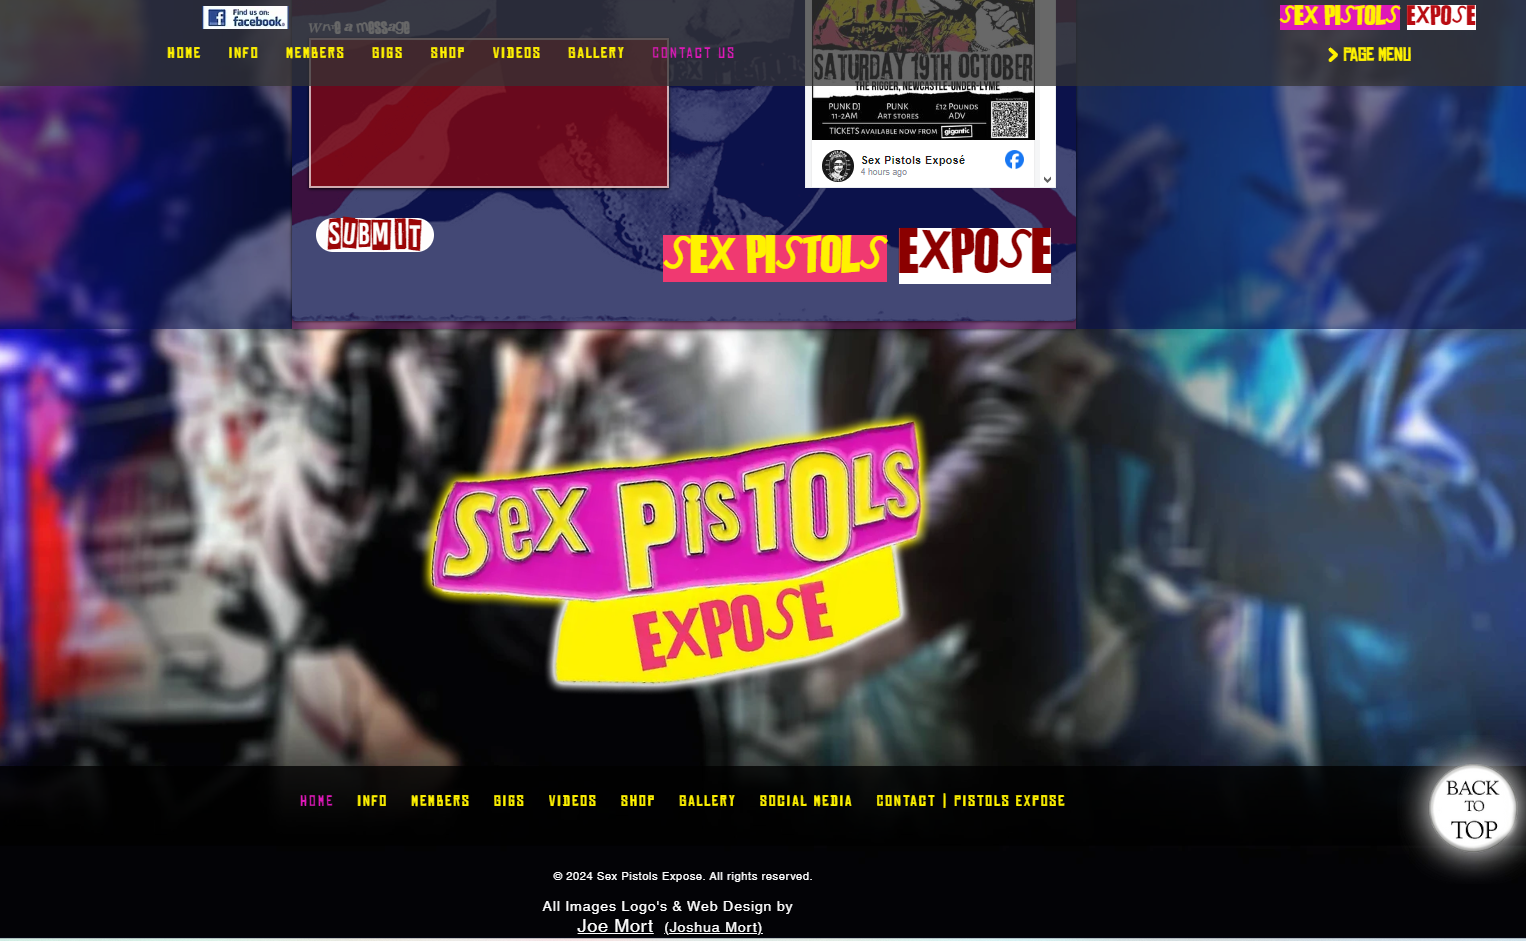 Find us on:
facebook.
write a message
SEX PISTOLS EXPOSE
HOME INFO MEMBERS GIGS SHOP VIDEOS GALLERY CONTACT US
PAGE MENU
SATURDAY 19TH OCTOBER
THE RIGGER, NEWCASTLE-UNDER-LYME
PUNK DJ
11-2AM
PUNK
ART STORES
£12 POUNDS
ADV
TICKETS AVAILABLE NOW FROM gigantic
Sex Pistols Exposé
4 hours ago
SUBMIT
SEX PISTOLS EXPOSE
SEX PISTOLS
EXPOSE
HOME INFO MEMBERS GIGS VIDEOS SHOP GALLERY SOCIAL MEDIA CONTACT | PISTOLS EXPOSE
BACK
TO
TOP
© 2024 Sex Pistols Expose. All rights reserved.
All Images Logo's & Web Design by
Joe Mort (Joshua Mort)